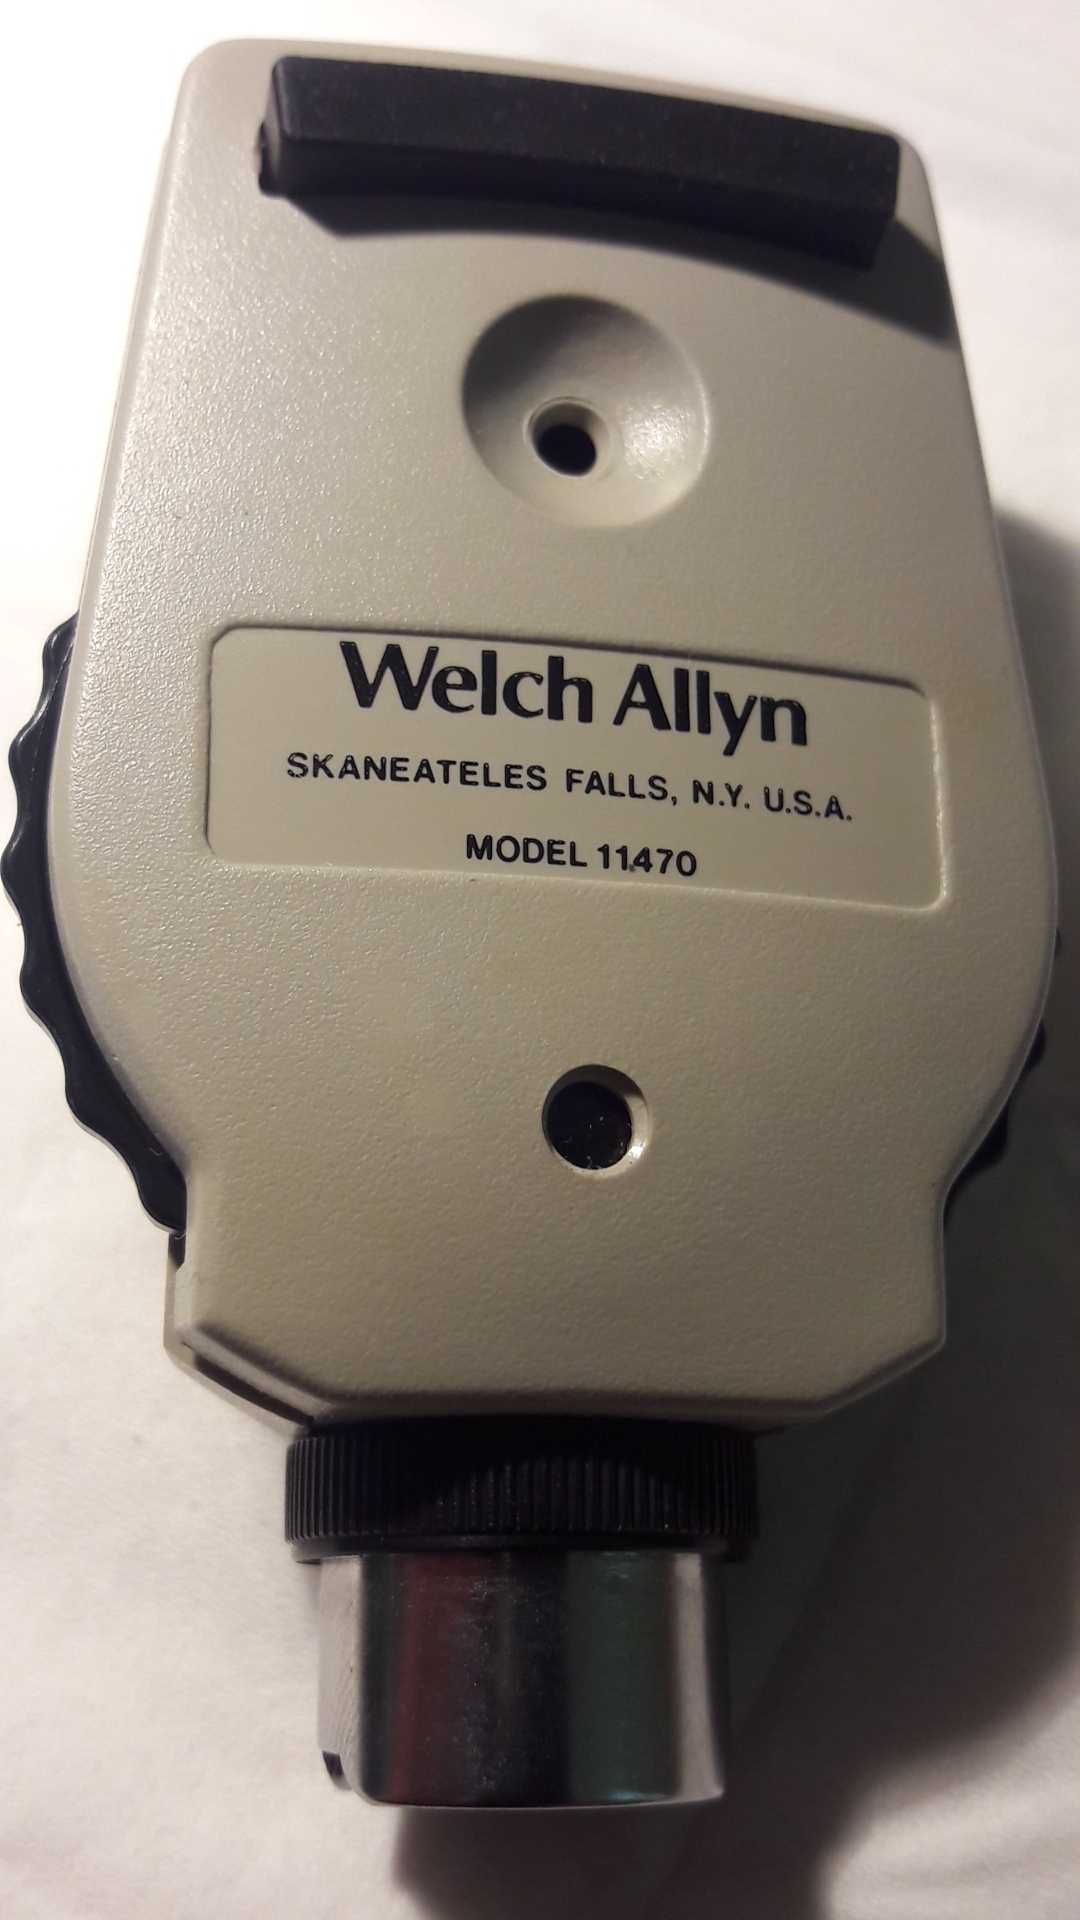 Welch Allyn
SKANEATELES FALLS, N.Y. U.S.A.
MODEL 11470